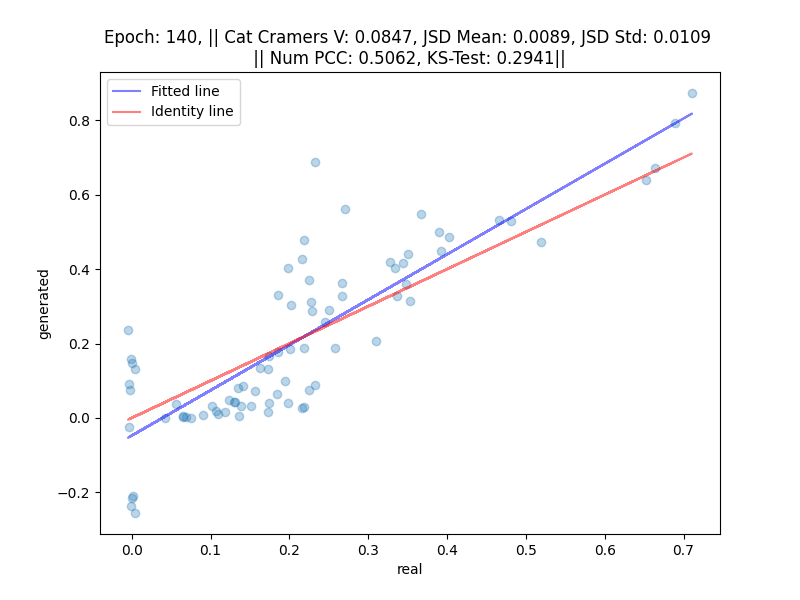 Epoch: 140, || Cat Cramers V: 0.0847, JSD Mean: 0.0089, JSD Std: 0.0109
|| Num PCC: 0.5062, KS-Test: 0.2941||
Fitted line
Identity line
0.8
0.6
0.4
0.2
0.0
−0.2
generated
0.0 0.1 0.2 0.3 0.4 0.5 0.6 0.7
real